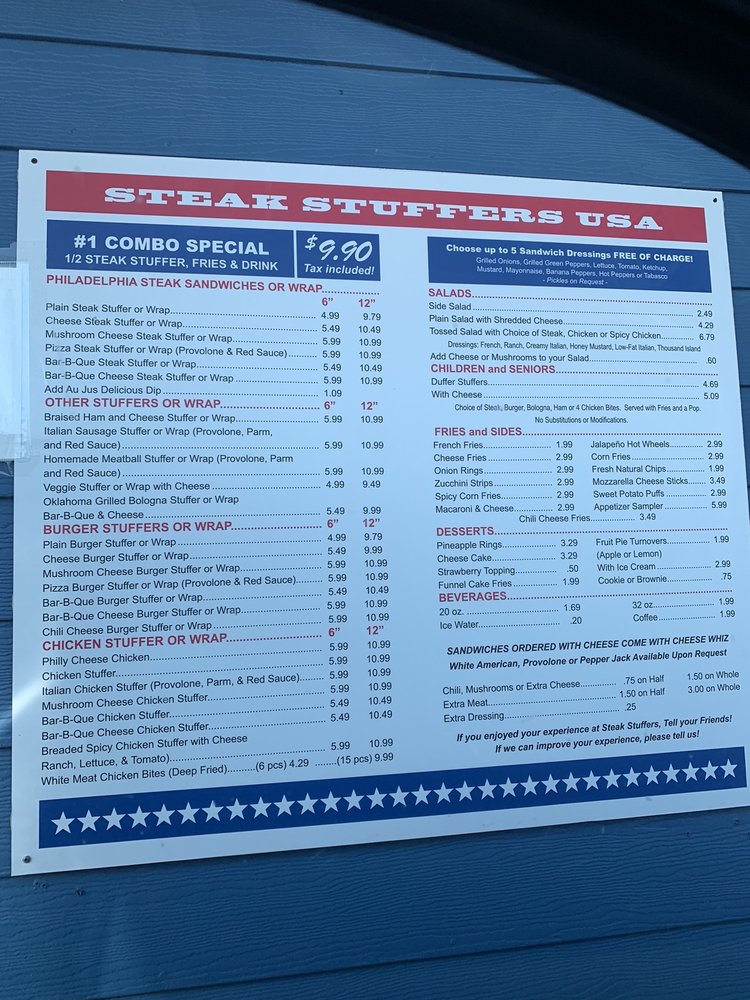 STEAK STUFFERS USA
#1 COMBO SPECIAL
1/2 STEAK STUFFER, FRIES & DRINK
$9.90
Tax included!
PHILADELPHIA STEAK SANDWICHES OR WRAP
6" 12"
Plain Steak Stuffer or Wrap 4.99 9.79
Cheese Steak Stuffer or Wrap 5.49 10.49
Mushroom Cheese Steak Stuffer or Wrap 5.99 10.99
Pizza Steak Stuffer or Wrap (Provolone & Red Sauce) 5.99 10.99
Bar-B-Que Steak Stuffer or Wrap 5.49 10.49
Bar-B-Que Cheese Steak Stuffer or Wrap 5.99 10.99
Add Au Jus Delicious Dip 1.09
OTHER STUFFERS OR WRAP 6" 12"
Braised Ham and Cheese Stuffer or Wrap 5.99 10.99
Italian Sausage Stuffer or Wrap (Provolone, Parm,
and Red Sauce) 5.99 10.99
Homemade Meatball Stuffer or Wrap (Provolone, Parm
and Red Sauce) 5.99 10.99
Veggie Stuffer or Wrap with Cheese 4.99 9.49
Oklahoma Grilled Bologna Stuffer or Wrap
Bar-B-Que & Cheese 5.49 9.99
BURGER STUFFERS OR WRAP 6" 12"
Plain Burger Stuffer or Wrap 4.99 9.79
Cheese Burger Stuffer or Wrap 5.49 9.99
Mushroom Cheese Burger Stuffer or Wrap 5.99 10.99
Pizza Burger Stuffer or Wrap (Provolone & Red Sauce) 5.99 10.99
Bar-B-Que Burger Stuffer or Wrap 5.49 10.49
Bar-B-Que Cheese Burger Stuffer or Wrap 5.99 10.99
Chili Cheese Burger Stuffer or Wrap 5.99 10.99
CHICKEN STUFFER OR WRAP 6" 12"
Philly Cheese Chicken 5.99 10.99
Chicken Stuffer 5.99 10.99
Italian Chicken Stuffer (Provolone, Parm, & Red Sauce) 5.99 10.99
Mushroom Cheese Chicken Stuffer 5.99 10.99
Bar-B-Que Chicken Stuffer 5.49 10.49
Bar-B-Que Cheese Chicken Stuffer 5.49 10.49
Breaded Spicy Chicken Stuffer with Cheese
Ranch, Lettuce, & Tomato) 5.99 10.99
White Meat Chicken Bites (Deep Fried) (6 pcs) 4.29 (15 pcs) 9.99
Choose up to 5 Sandwich Dressings FREE OF CHARGE!
Grilled Onions, Grilled Green Peppers, Lettuce, Tomato, Ketchup,
Mustard, Mayonnaise, Banana Peppers, Hot Peppers or Tabasco
- Pickles on Request -
SALADS
Side Salad 2.49
Plain Salad with Shredded Cheese 4.29
Tossed Salad with Choice of Steak, Chicken or Spicy Chicken 6.79
Dressings: French, Ranch, Creamy Italian, Honey Mustard, Low-Fat Italian, Thousand Island
Add Cheese or Mushrooms to your Salad .60
CHILDREN and SENIORS
Duffer Stuffers 4.69
With Cheese 5.09
Choice of Steak, Burger, Bologna, Ham or 4 Chicken Bites. Served with Fries and a Pop.
No Substitutions or Modifications.
FRIES and SIDES
French Fries 1.99 Jalapeño Hot Wheels 2.99
Cheese Fries 2.99 Corn Fries 2.99
Onion Rings 2.99 Fresh Natural Chips 1.99
Zucchini Strips 2.99 Mozzarella Cheese Sticks 3.49
Spicy Corn Fries 2.99 Sweet Potato Puffs 2.99
Macaroni & Cheese 2.99 Appetizer Sampler 5.99
Chili Cheese Fries 3.49
DESSERTS
Pineapple Rings 3.29 Fruit Pie Turnovers 1.99
Cheese Cake 3.29 (Apple or Lemon)
Strawberry Topping .50 With Ice Cream 2.99
Funnel Cake Fries 1.99 Cookie or Brownie .75
BEVERAGES
20 oz. 1.69 32 oz. 1.99
Ice Water .20 Coffee 1.99
SANDWICHES ORDERED WITH CHEESE COME WITH CHEESE WHIZ
White American, Provolone or Pepper Jack Available Upon Request
Chili, Mushrooms or Extra Cheese .75 on Half 1.50 on Whole
Extra Meat 1.50 on Half 3.00 on Whole
Extra Dressing .25
If you enjoyed your experience at Steak Stuffers, Tell your Friends!
If we can improve your experience, please tell us!